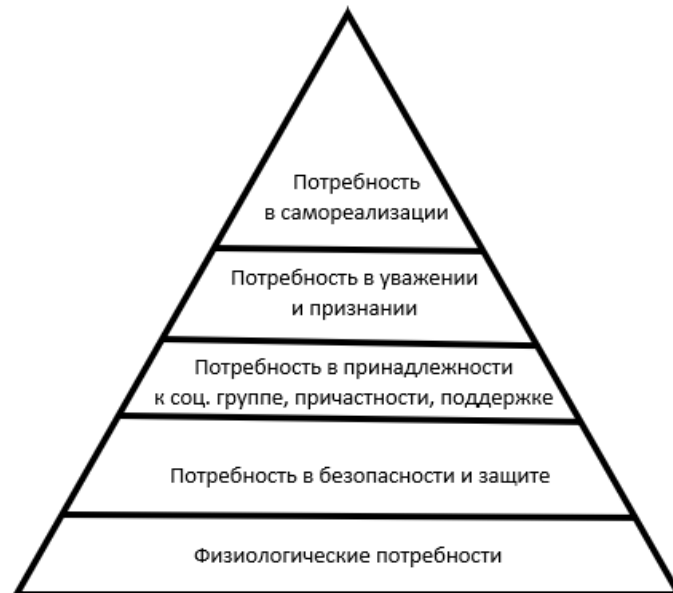 Потребность
в самореализации
Потребность в уважении
и признании
Потребность в принадлежности
к соц. группе, причастности, поддержке
Потребность в безопасности и защите
Физиологические потребности